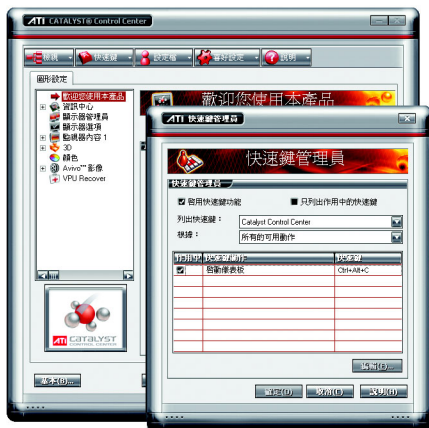 ATI CATALYST® Control Center
檢視
快速鍵
設定檔
喜好設定
說明
圖形設定
歡迎您使用本產品
資訊中心
顯示器管理員
顯示器選項
監視器內容 1
3D
顏色
Avivo™ 影像
VPU Recover
歡迎您使用本產品
ATI CATALYST
CONTROL CENTER
基本(B)...
ATI 快速鍵管理員
快速鍵管理員
快速鍵管理員
啟用快速鍵功能
只列出作用中的快速鍵
列出快速鍵：
Catalyst Control Center
根據：
所有的可用動作
作用中 快速鍵動作 快速鍵
啟動儀表板 Ctrl+Alt+C
編輯(E)...
確定(O)
取消(C)
說明(H)